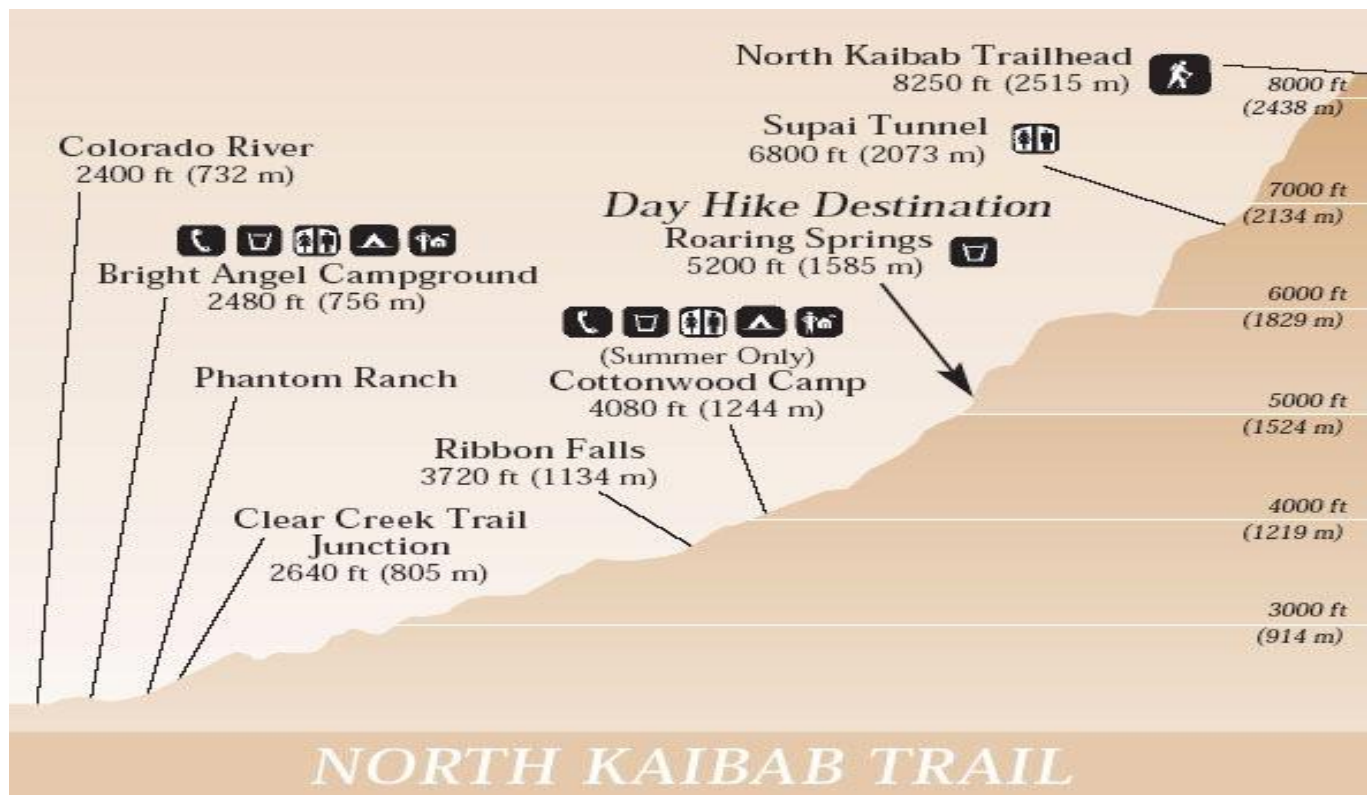 North Kaibab Trailhead
8250 ft (2515 m)
8000 ft
(2438 m)
Supai Tunnel
6800 ft (2073 m)
Colorado River
2400 ft (732 m)
7000 ft
(2134 m)
Day Hike Destination
Roaring Springs
5200 ft (1585 m)
Bright Angel Campground
2480 ft (756 m)
6000 ft
(1829 m)
(Summer Only)
Cottonwood Camp
4080 ft (1244 m)
Phantom Ranch
5000 ft
(1524 m)
Ribbon Falls
3720 ft (1134 m)
Clear Creek Trail
Junction
2640 ft (805 m)
4000 ft
(1219 m)
3000 ft
(914 m)
NORTH KAIBAB TRAIL